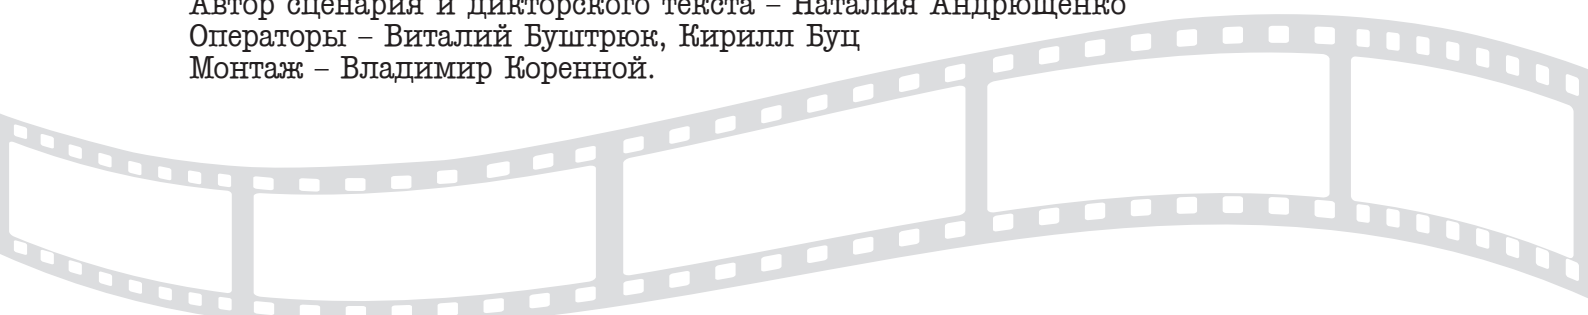 Автор сценария и дикторского текста – Наталия Андрющенко
Операторы – Виталий Буштрюк, Кирилл Буц
Монтаж – Владимир Коренной.